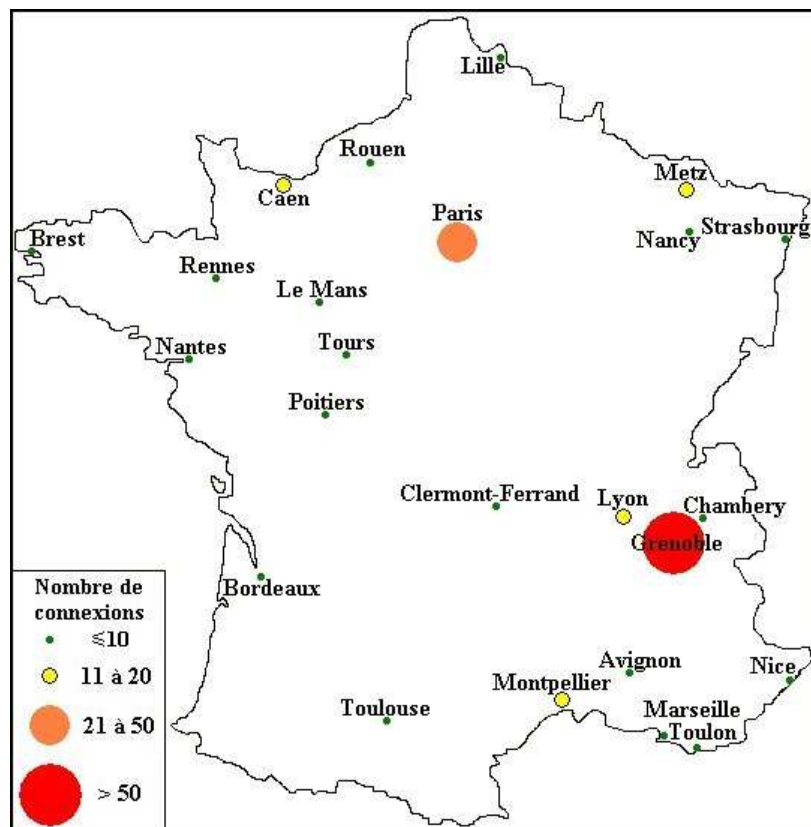 Lille
Rouen
Metz
Caen
Paris
Strasbourg
Nancy
Brest
Rennes
Le Mans
Nantes
Tours
Poitiers
Clermont-Ferrand
Lyon
Chambery
Grenoble
Bordeaux
Nombre de
connexions
⩽10
11 à 20
21 à 50
> 50
Avignon
Nice
Montpellier
Toulouse
Marseille
Toulon